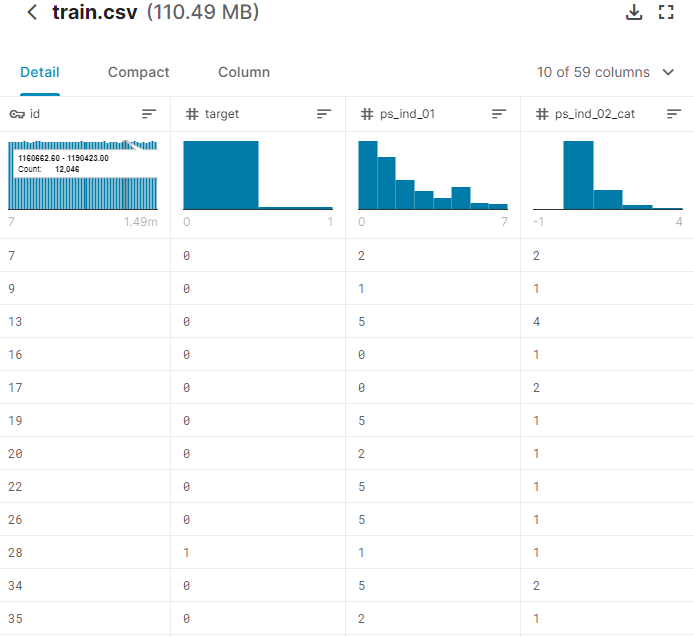 train.csv (110.49 MB)
Detail Compact Column 10 of 59 columns
id target ps_ind_01 ps_ind_02_cat
1160662.60 - 1190423.00
Count: 12,046
7 1.49m 0 1 0 7 -1 4
7 0 2 2
9 0 1 1
13 0 5 4
16 0 0 1
17 0 0 2
19 0 5 1
20 0 2 1
22 0 5 1
26 0 5 1
28 1 1 1
34 0 5 2
35 0 2 1